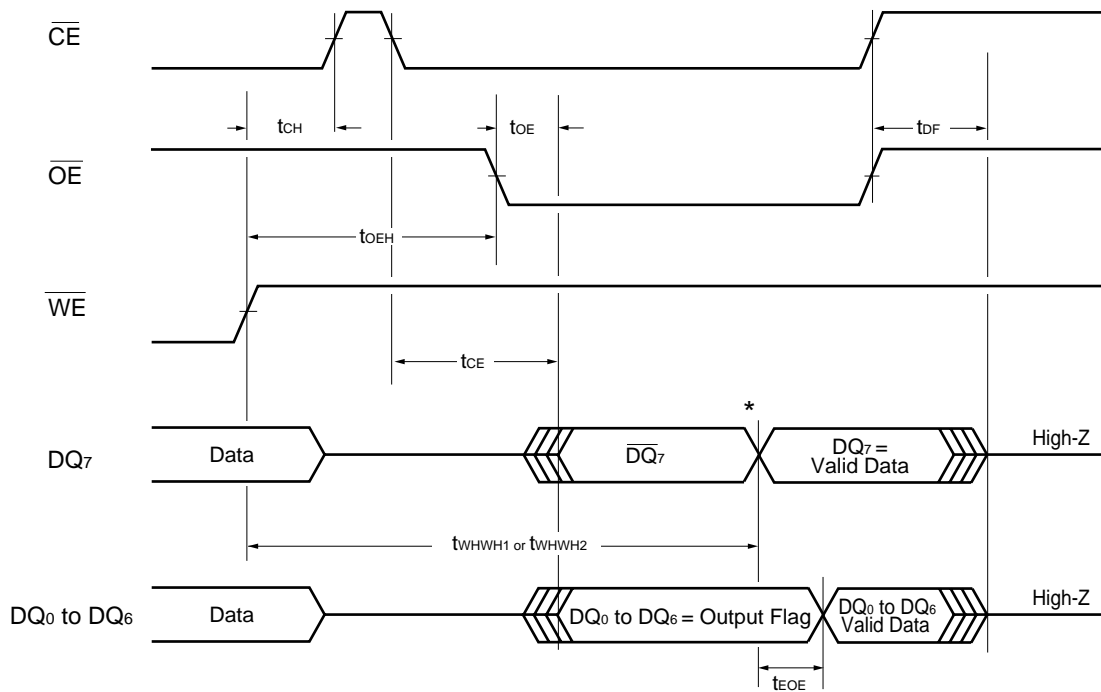 CE
tCH
tOE
tDF
OE
tOEH
WE
tCE
*
DQ7
Data
DQ7
DQ7 =
Valid Data
High-Z
tWHWH1 or tWHWH2
DQ0 to DQ6
Data
DQ0 to DQ6 = Output Flag
DQ0 to DQ6
Valid Data
High-Z
tEOE